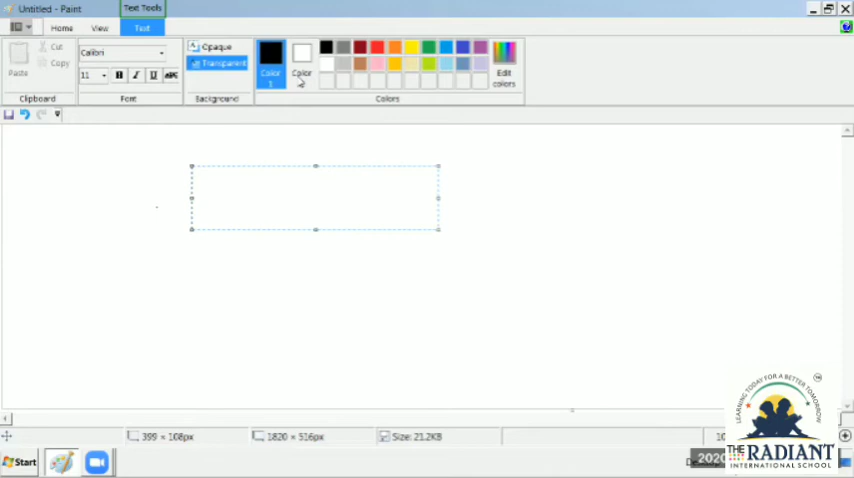 Untitled - Paint
Text Tools
Home
View
Text
Paste
Cut
Copy
Clipboard
Calibri
11
B
I
U
abc
Font
Opaque
Transparent
Background
Color
1
Color
Edit
colors
Colors
399 × 108px
1820 × 516px
Size: 21.2KB
Start
2020
LEARNING TODAY FOR A BETTER TOMORROW
THE RADIANT
INTERNATIONAL SCHOOL